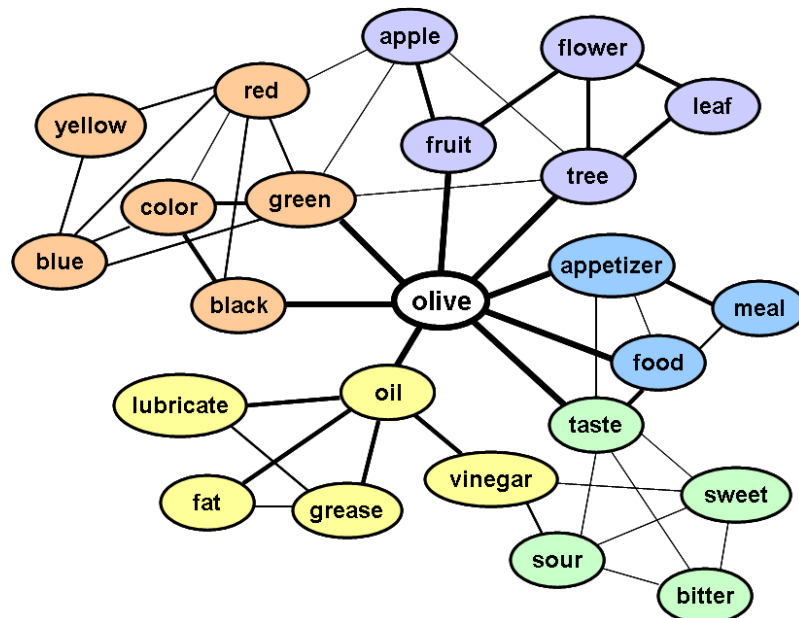 apple
flower
red
leaf
yellow
fruit
tree
color
green
blue
appetizer
black
olive
meal
food
oil
lubricate
taste
vinegar
sweet
fat
grease
sour
bitter